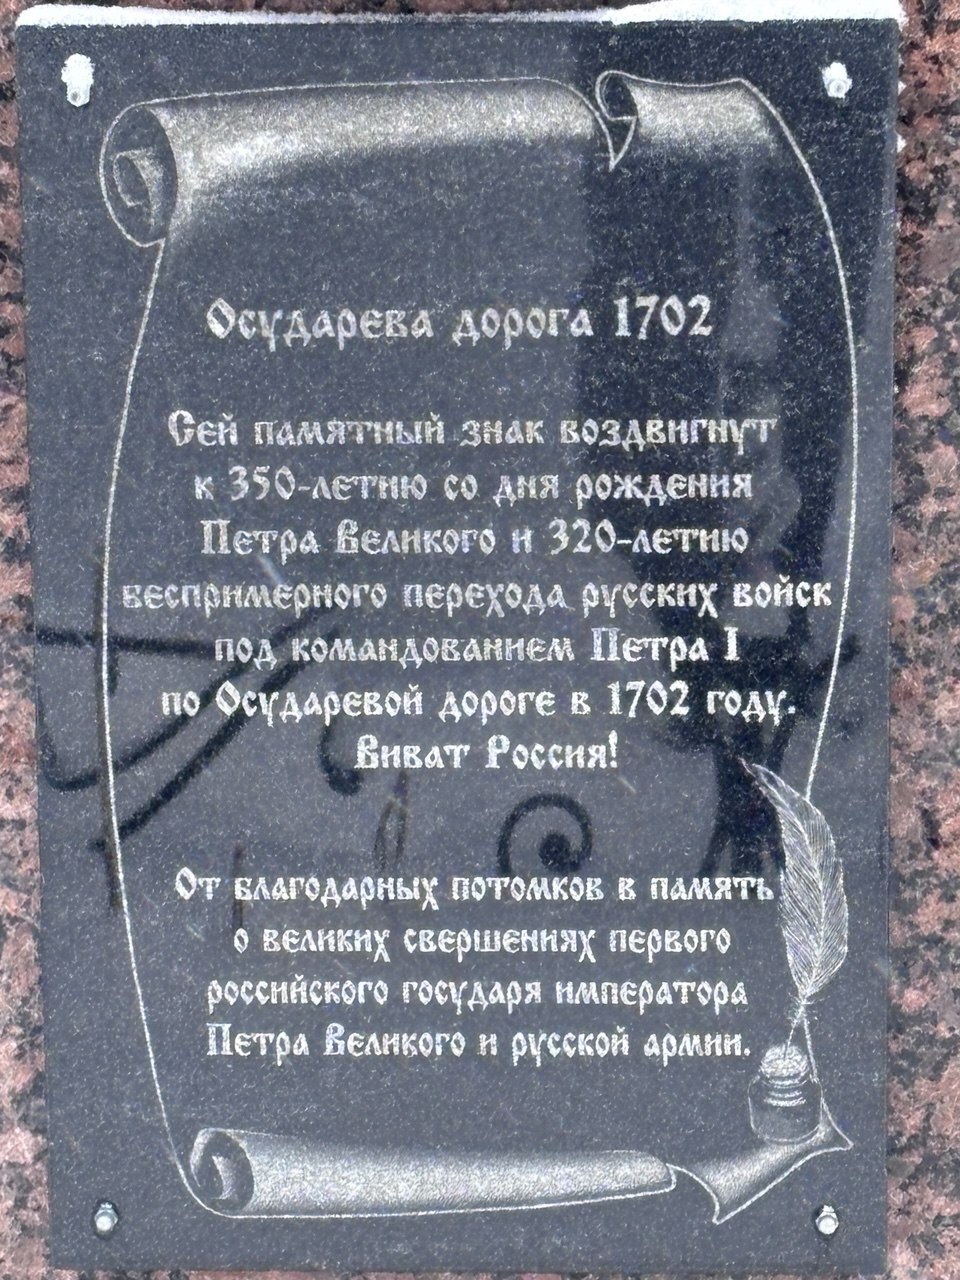 Осударева дорога 1702
Сей памятный знак воздвигнут
к 350-летию со дня рождения
Петра Великого и 320-летию
беспримерного перехода русских войск
под командованием Петра I
по Осударевой дороге в 1702 году.
Виват Россия!
От благодарных потомков в память
о великих свершениях первого
российского государя императора
Петра Великого и русской армии.